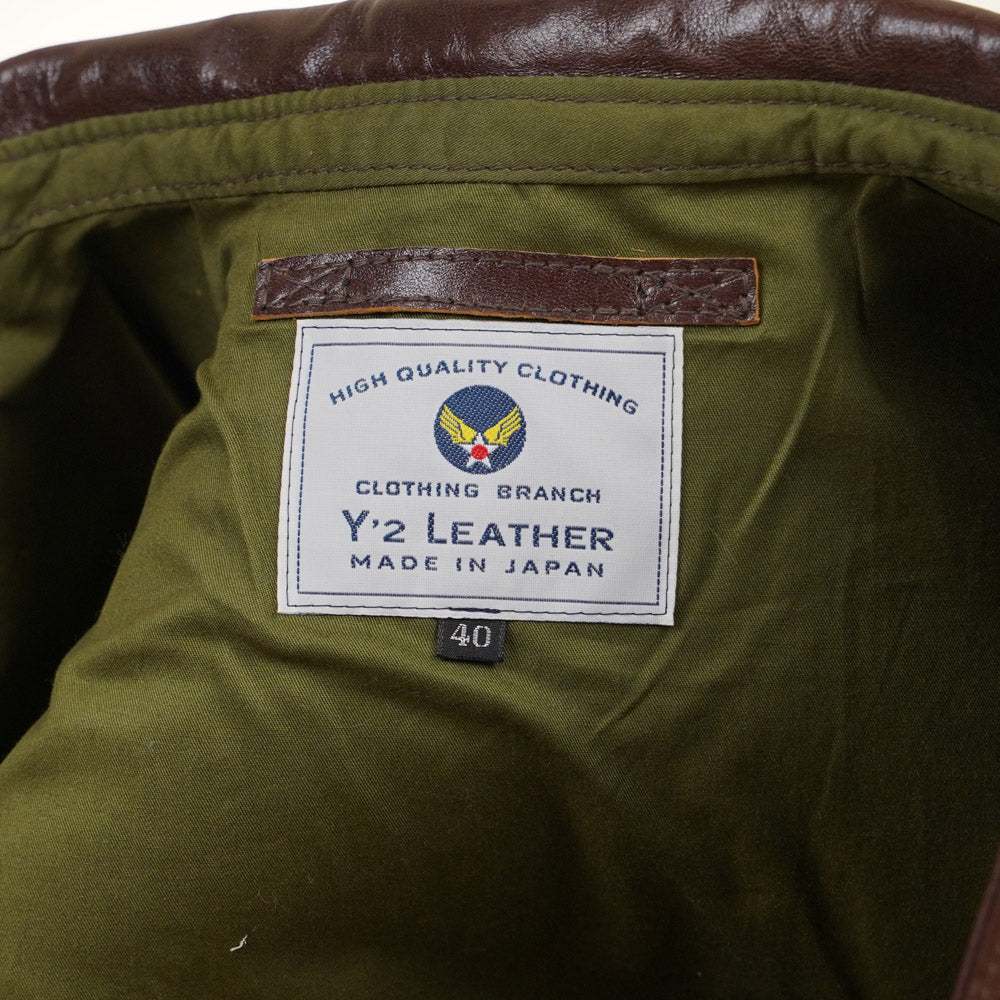 HIGH QUALITY CLOTHING
CLOTHING BRANCH
Y'2 LEATHER
MADE IN JAPAN
40